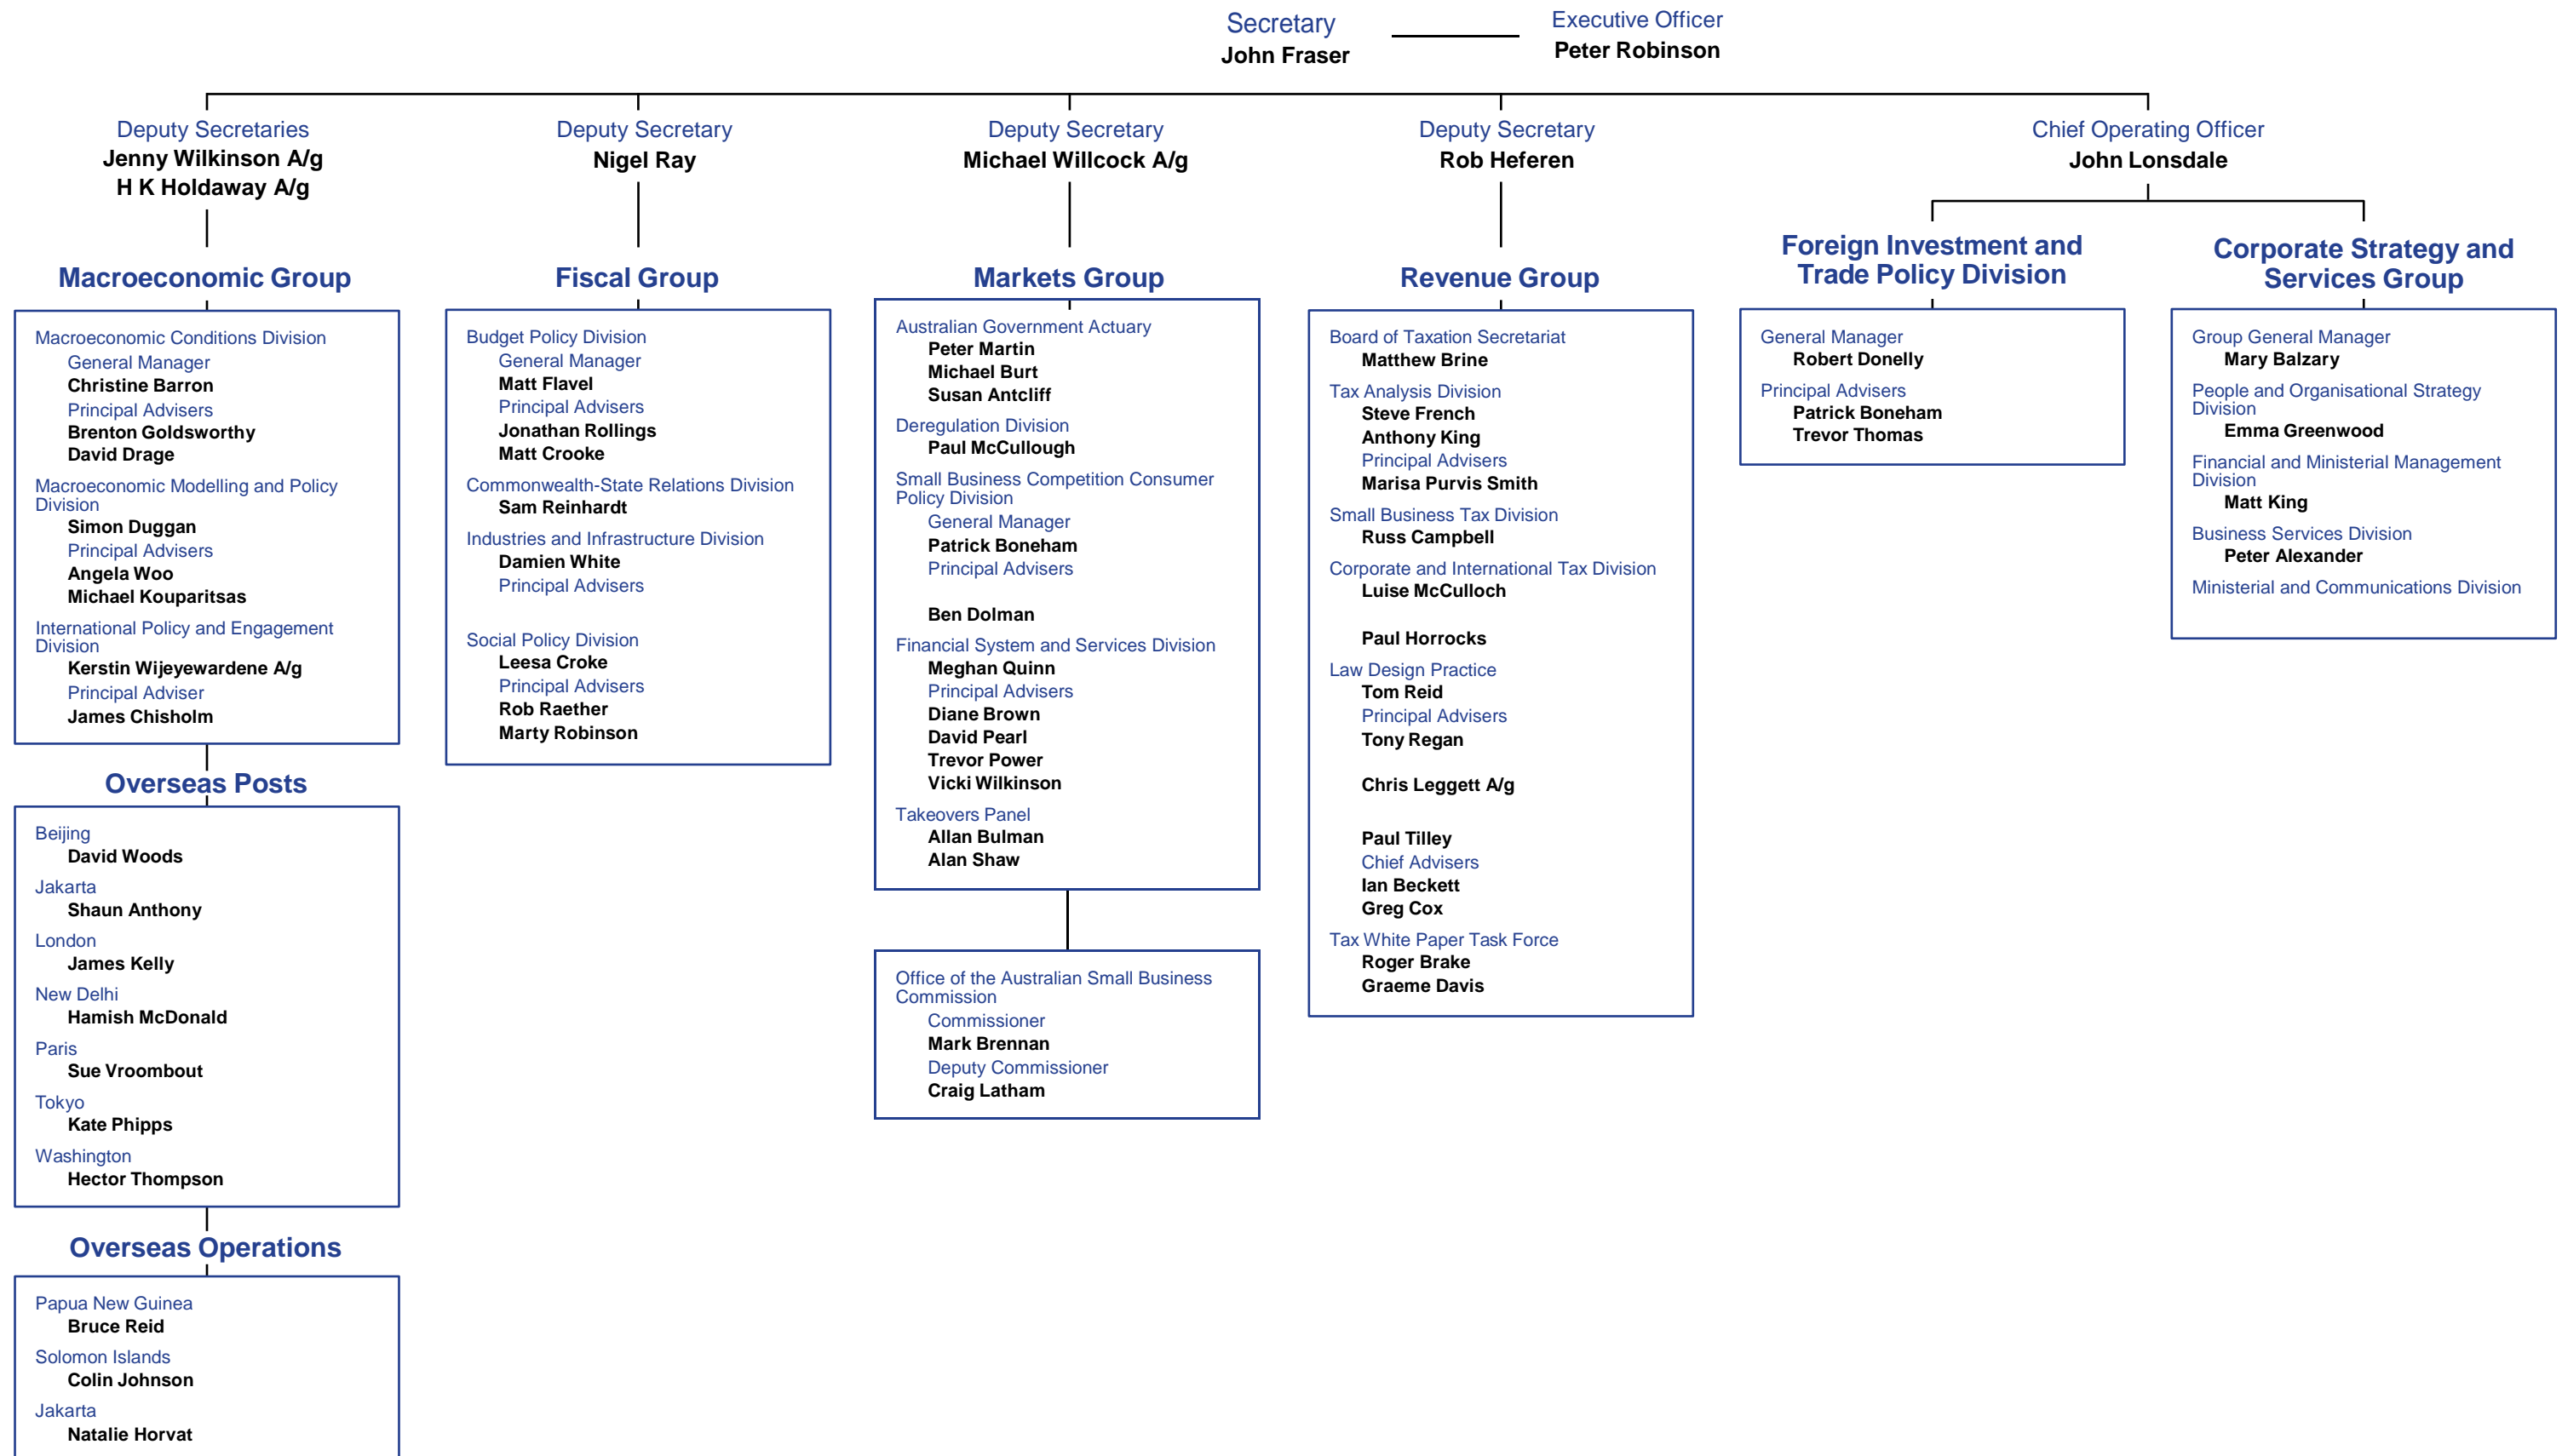 Secretary
John Fraser
Executive Officer
Peter Robinson
Deputy Secretaries
Jenny Wilkinson A/g
H K Holdaway A/g
Macroeconomic Group
Macroeconomic Conditions Division
General Manager
Christine Barron
Principal Advisers
Brenton Goldsworthy
David Drage
Macroeconomic Modelling and Policy
Division
Simon Duggan
Principal Advisers
Angela Woo
Michael Kouparitsas
International Policy and Engagement
Division
Kerstin Wijeyewardene A/g
Principal Adviser
James Chisholm
Overseas Posts
Beijing
David Woods
Jakarta
Shaun Anthony
London
James Kelly
New Delhi
Hamish McDonald
Paris
Sue Vroombout
Tokyo
Kate Phipps
Washington
Hector Thompson
Overseas Operations
Papua New Guinea
Bruce Reid
Solomon Islands
Colin Johnson
Jakarta
Natalie Horvat
Deputy Secretary
Nigel Ray
Fiscal Group
Budget Policy Division
General Manager
Matt Flavel
Principal Advisers
Jonathan Rollings
Matt Crooke
Commonwealth-State Relations Division
Sam Reinhardt
Industries and Infrastructure Division
Damien White
Principal Advisers
Social Policy Division
Leesa Croke
Principal Advisers
Rob Raether
Marty Robinson
Deputy Secretary
Michael Willcock A/g
Markets Group
Australian Government Actuary
Peter Martin
Michael Burt
Susan Antcliff
Deregulation Division
Paul McCullough
Small Business Competition Consumer
Policy Division
General Manager
Patrick Boneham
Principal Advisers
Ben Dolman
Financial System and Services Division
Meghan Quinn
Principal Advisers
Diane Brown
David Pearl
Trevor Power
Vicki Wilkinson
Takeovers Panel
Allan Bulman
Alan Shaw
Office of the Australian Small Business
Commission
Commissioner
Mark Brennan
Deputy Commissioner
Craig Latham
Deputy Secretary
Rob Heferen
Revenue Group
Board of Taxation Secretariat
Matthew Brine
Tax Analysis Division
Steve French
Anthony King
Principal Advisers
Marisa Purvis Smith
Small Business Tax Division
Russ Campbell
Corporate and International Tax Division
Luise McCulloch
Paul Horrocks
Law Design Practice
Tom Reid
Principal Advisers
Tony Regan
Chris Leggett A/g
Paul Tilley
Chief Advisers
Ian Beckett
Greg Cox
Tax White Paper Task Force
Roger Brake
Graeme Davis
Chief Operating Officer
John Lonsdale
Foreign Investment and
Trade Policy Division
General Manager
Robert Donelly
Principal Advisers
Patrick Boneham
Trevor Thomas
Corporate Strategy and
Services Group
Group General Manager
Mary Balzary
People and Organisational Strategy
Division
Emma Greenwood
Financial and Ministerial Management
Division
Matt King
Business Services Division
Peter Alexander
Ministerial and Communications Division